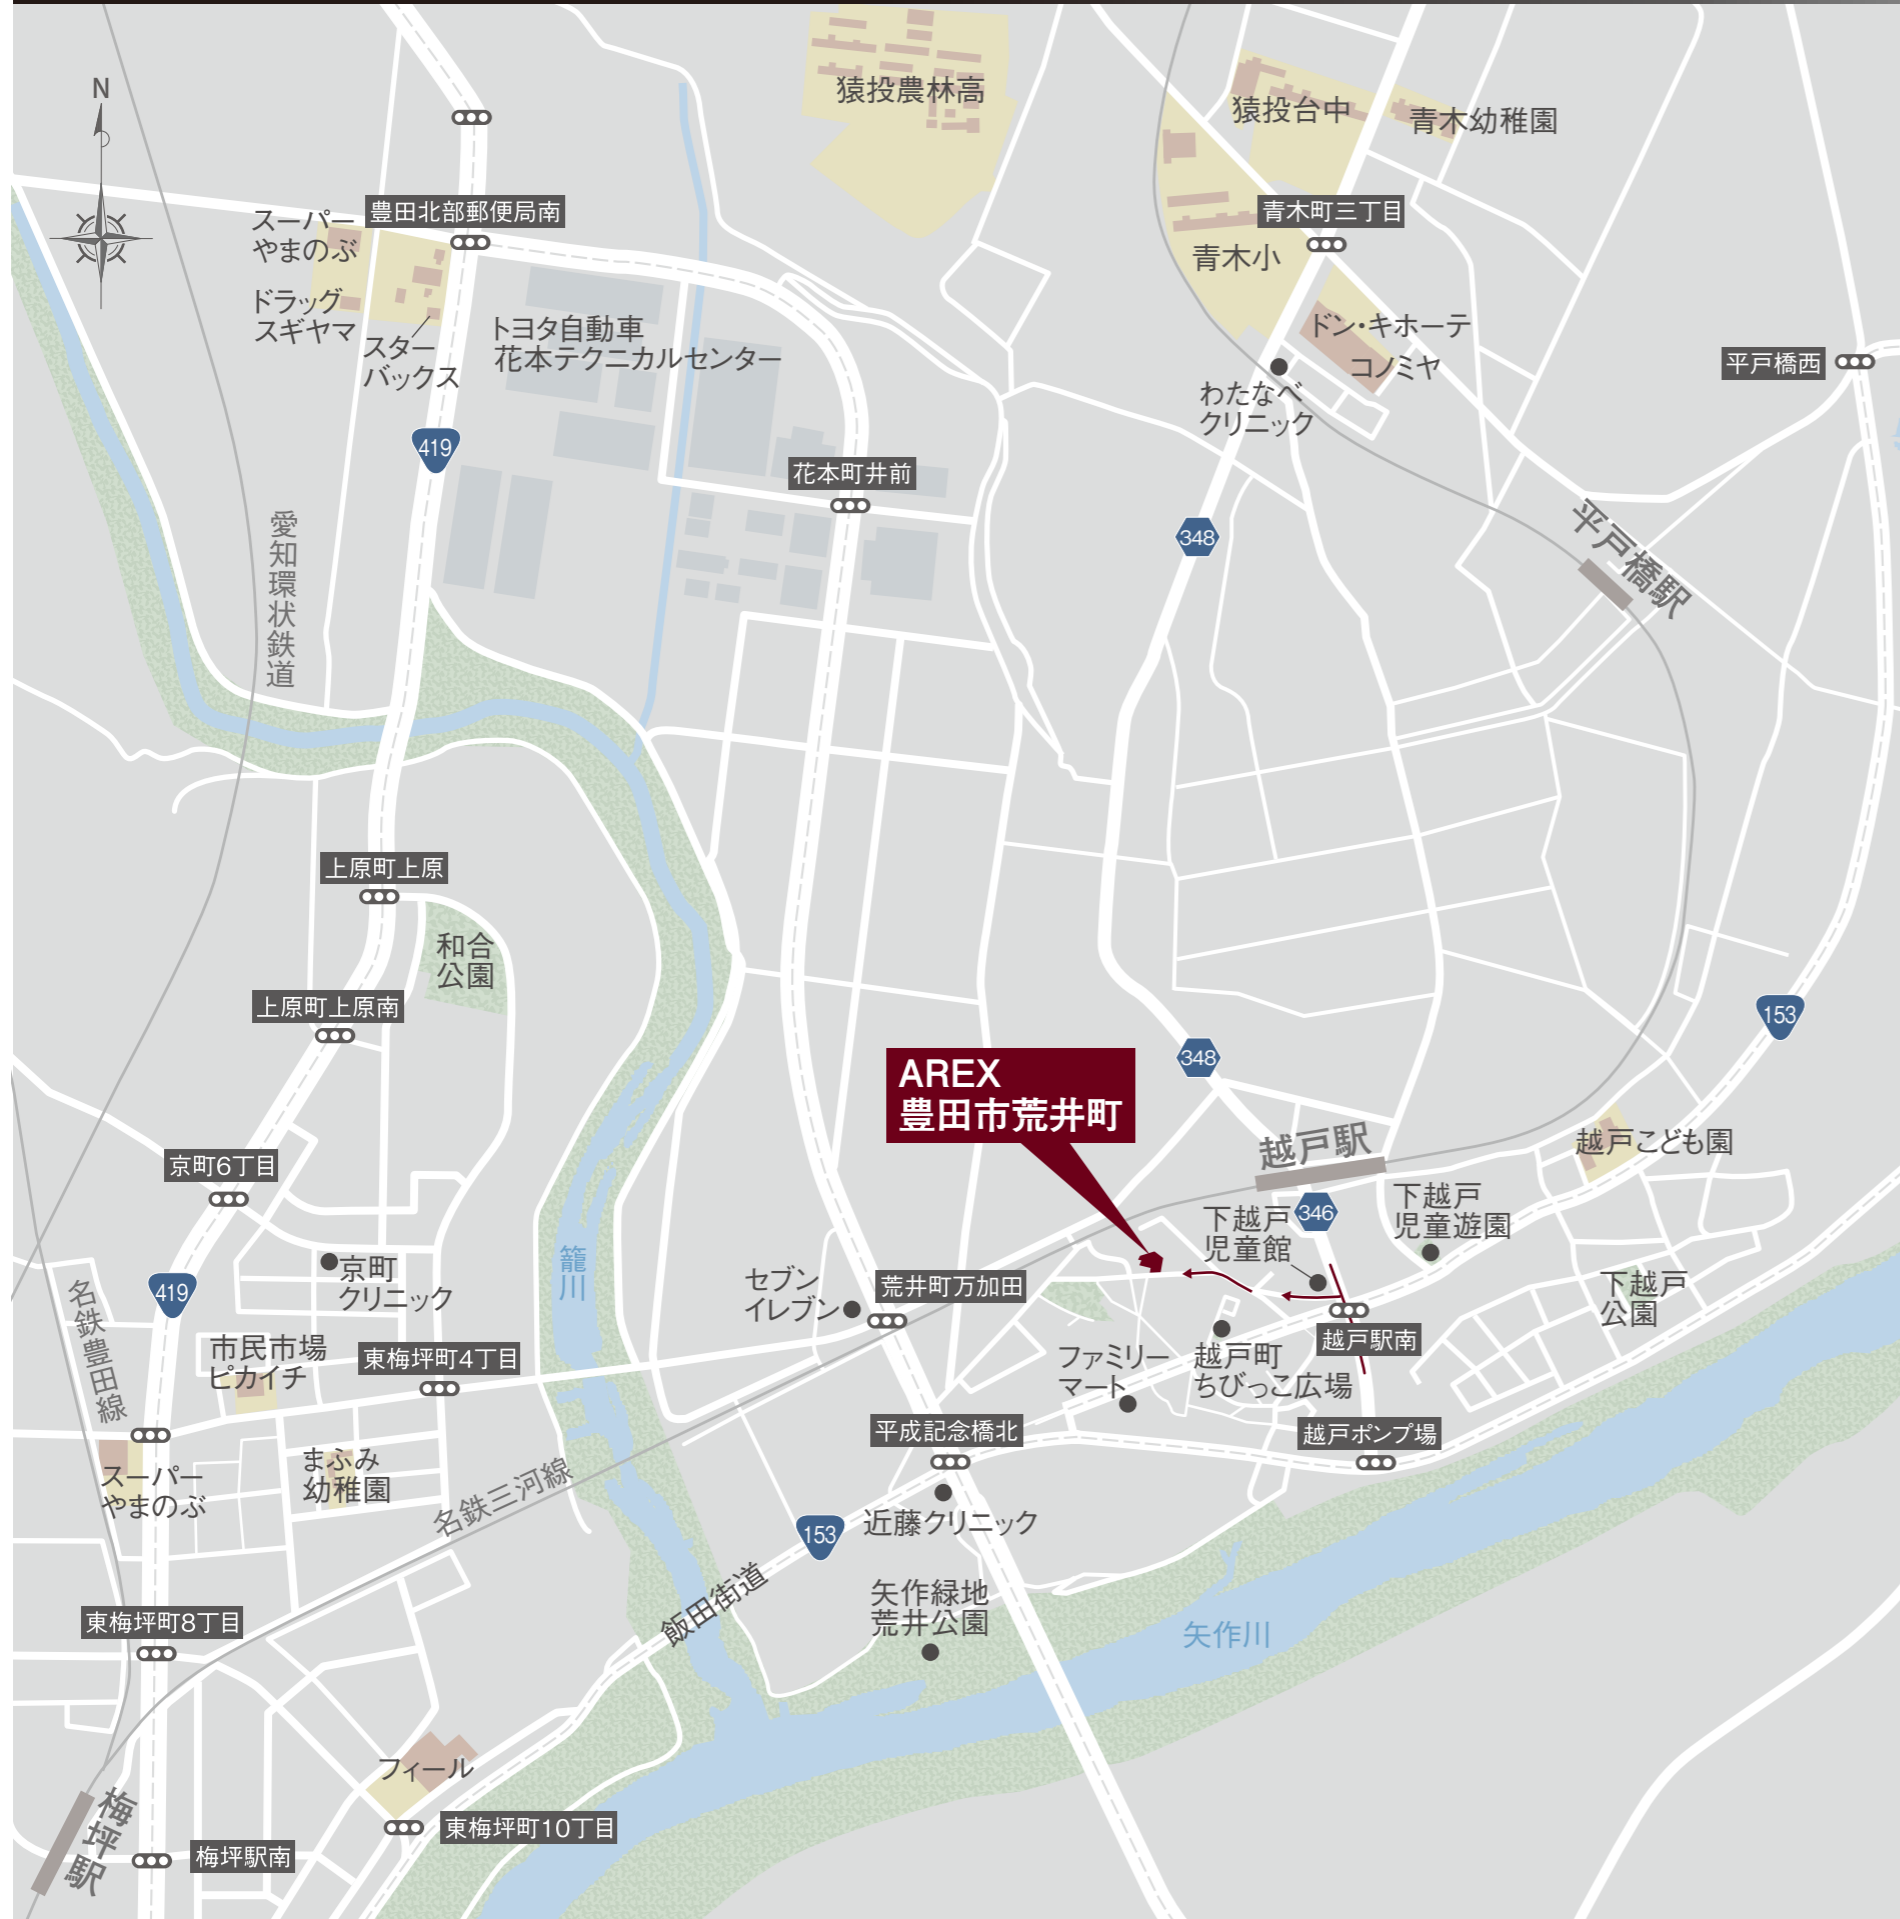 N
猿投農林高
猿投台中
青木幼稚園
スーパー
やまのぶ
豊田北部郵便局南
青木町三丁目
青木小
ドラッグ
スギヤマ
スター
バックス
トヨタ自動車
花本テクニカルセンター
ドン・キホーテ
コノミヤ
平戸橋西
わたなべ
クリニック
419
花本町井前
愛知環状鉄道
348
平戸橋駅
上原町上原
和合
公園
上原町上原南
153
348
AREX
豊田市荒井町
越戸駅
越戸こども園
京町6丁目
下越戸
児童館
346
下越戸
児童遊園
京町
クリニック
籠川
セブン
イレブン
荒井町万加田
下越戸
公園
419
名鉄豊田線
市民市場
ピカイチ
東梅坪町4丁目
ファミリー
マート
越戸町
ちびっこ広場
越戸駅南
平成記念橋北
越戸ポンプ場
スーパー
やまのぶ
まふみ
幼稚園
名鉄三河線
153
近藤クリニック
飯田街道
矢作緑地
荒井公園
矢作川
東梅坪町8丁目
フィール
梅坪駅
東梅坪町10丁目
梅坪駅南